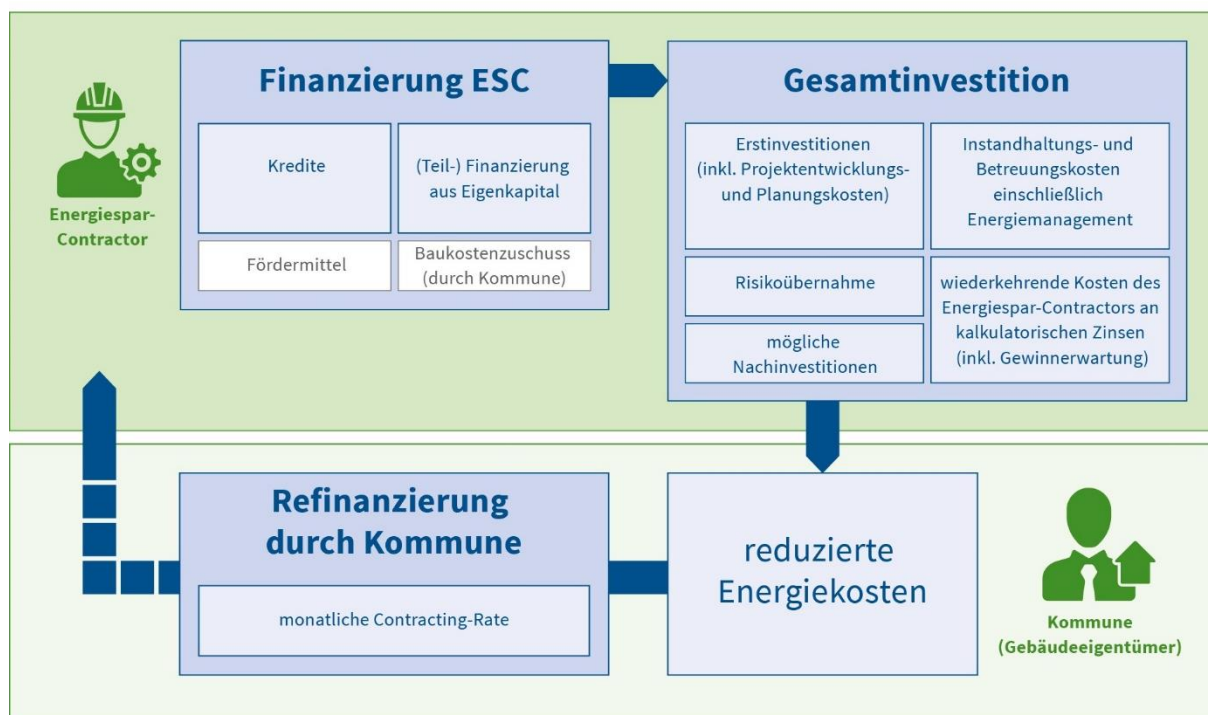 Energiespar-
Contractor
Finanzierung ESC
Kredite
(Teil-) Finanzierung
aus Eigenkapital
Fördermittel
Baukostenzuschuss
(durch Kommune)
Gesamtinvestition
Erstinvestitionen
(inkl. Projektentwicklungs-
und Planungskosten)
Instandhaltungs- und
Betreuungskosten
einschließlich
Energiemanagement
Risikoübernahme
mögliche
Nachinvestitionen
wiederkehrende Kosten des
Energiespar-Contractors an
kalkulatorischen Zinsen
(inkl. Gewinnerwartung)
Refinanzierung
durch Kommune
monatliche Contracting-Rate
reduzierte
Energiekosten
Kommune
(Gebäudeeigentümer)